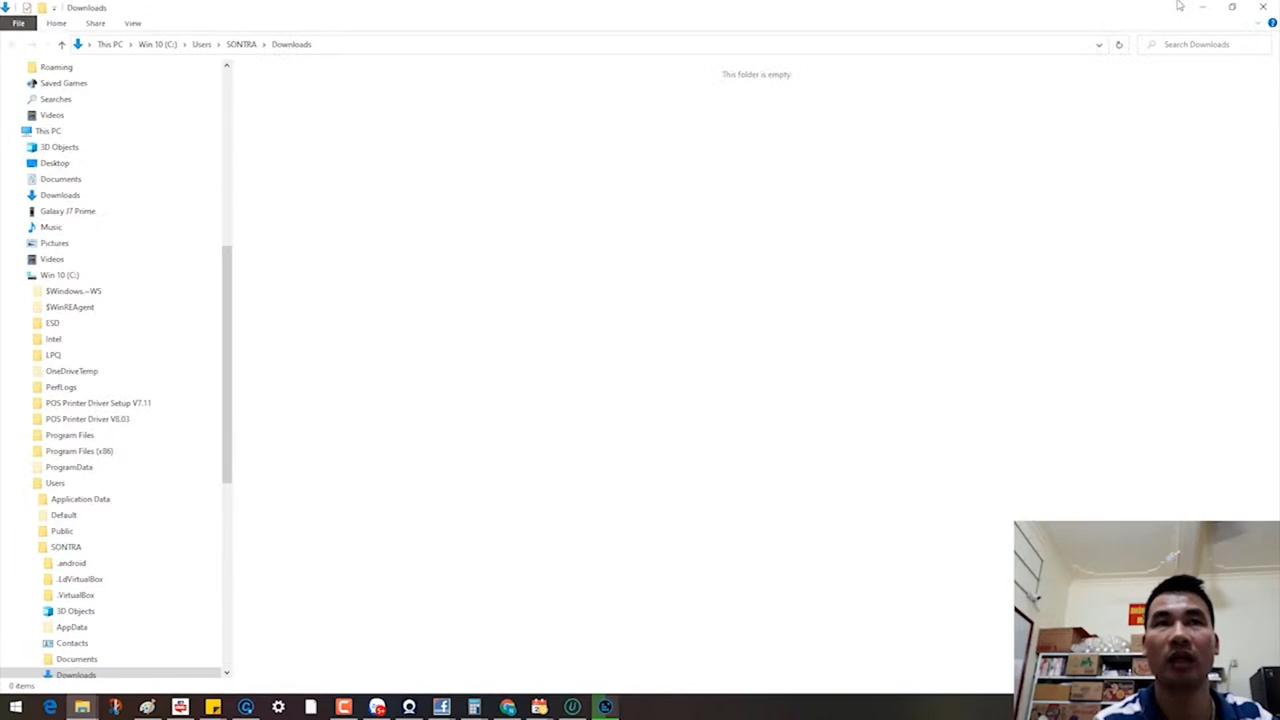 Downloads
File Home Share View
This PC Win 10 (C:) Users SONTRA Downloads
Search Downloads
This folder is empty.
Roaming
Saved Games
Searches
Videos
This PC
3D Objects
Desktop
Documents
Downloads
Galaxy J7 Prime
Music
Pictures
Videos
Win 10 (C:)
$Windows.~WS
$WinREAgent
ESD
Intel
LPQ
OneDriveTemp
PerfLogs
POS Printer Driver Setup V7.11
POS Printer Driver V8.03
Program Files
Program Files (x86)
ProgramData
Users
Application Data
Default
Public
SONTRA
.android
.LdVirtualBox
.VirtualBox
3D Objects
AppData
Contacts
Documents
Downloads
0 items